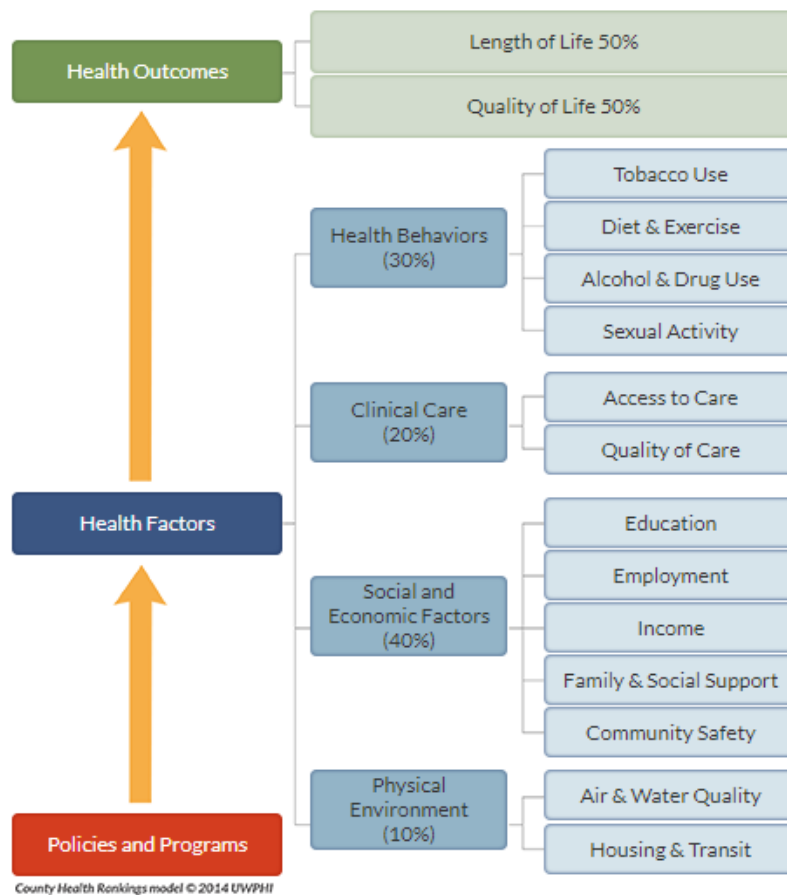 Health Outcomes
Length of Life 50%
Quality of Life 50%
Health Behaviors
(30%)
Tobacco Use
Diet & Exercise
Alcohol & Drug Use
Sexual Activity
Clinical Care
(20%)
Access to Care
Quality of Care
Health Factors
Social and
Economic Factors
(40%)
Education
Employment
Income
Family & Social Support
Community Safety
Physical
Environment
(10%)
Air & Water Quality
Housing & Transit
Policies and Programs
County Health Rankings model © 2014 UWPHI